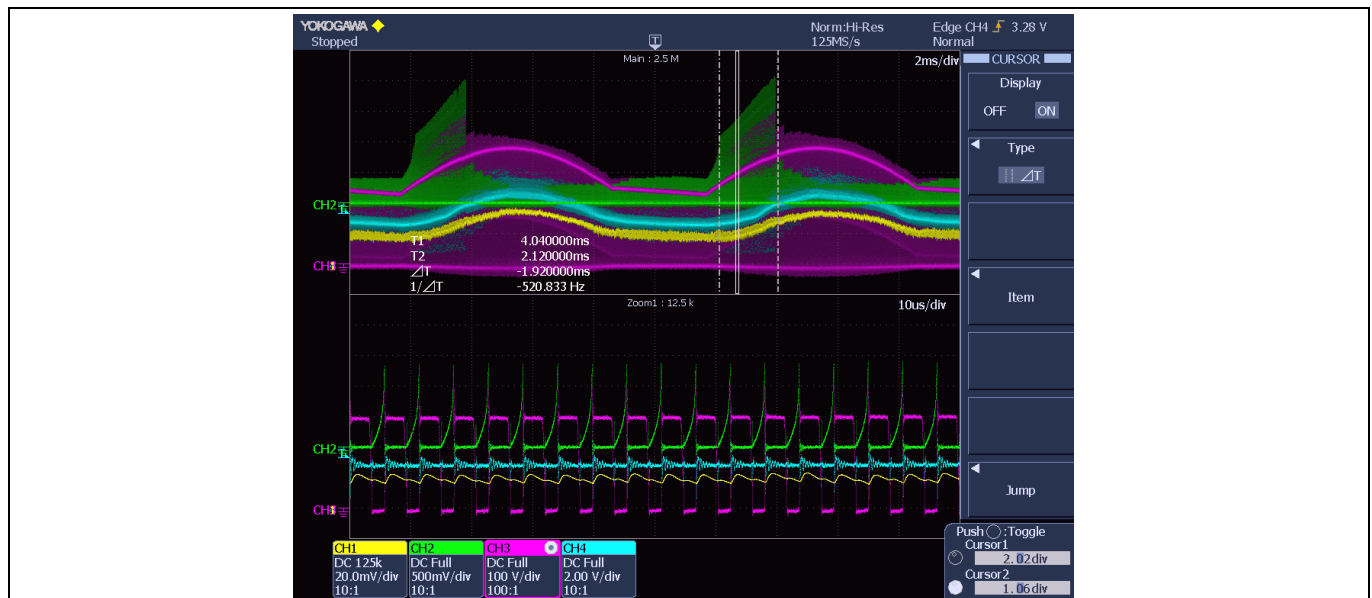 YOKOGAWA
Stopped
T
Norm:Hi-Res
125MS/s
Edge CH4 3.28 V
Normal
Main : 2.5 M
2ms/div
CH2
T1 4.040000ms
T2 2.120000ms
⊿T -1.920000ms
1/⊿T -520.833 Hz
Zoom1 : 12.5 k
10us/div
CH2
CH1
DC 125k
20.0mV/div
10:1
CH2
DC Full
500mV/div
10:1
CH3
DC Full
100 V/div
100:1
CH4
DC Full
2.00 V/div
10:1
CURSOR
Display
OFF ON
Type
⊿T
Item
Jump
Push :Toggle
Cursor1
2.02div
Cursor2
1.06div